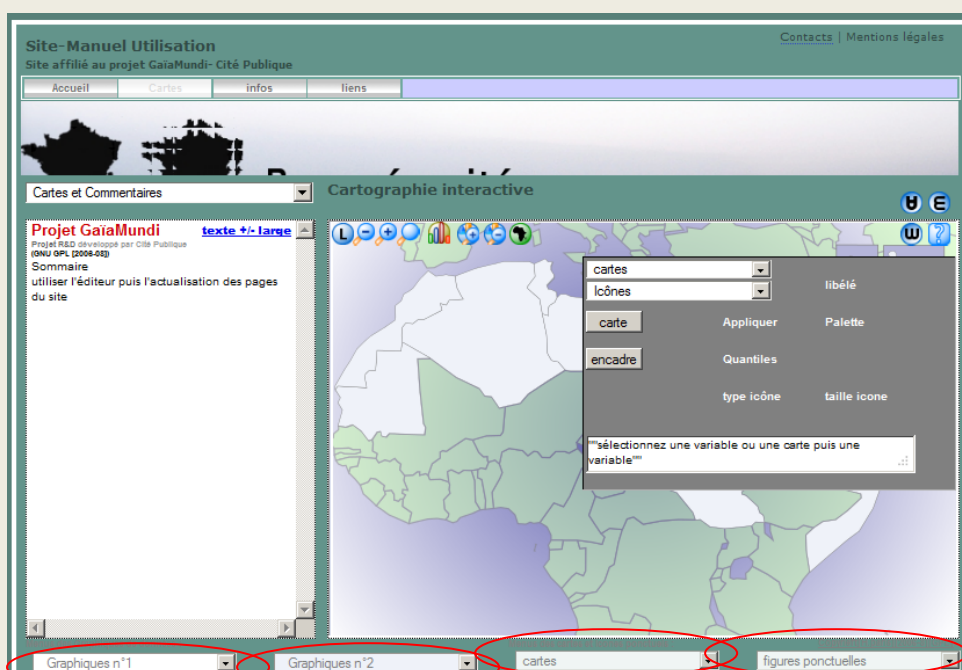 Contacts | Mentions légales
Site-Manuel Utilisation
Site affilié au projet GaïaMundi- Cité Publique
Accueil Cartes infos liens
Cartes et Commentaires
Cartographie interactive
Projet GaïaMundi texte +/- large
Projet R&D développé par Cité Publique
(GNU GPL [2006-08])
Sommaire
utiliser l'éditeur puis l'actualisation des pages
du site
L
?
cartes
Icônes
libélé
carte Appliquer Palette
encadre Quantiles
type icône taille icone
""sélectionnez une variable ou une carte puis une
variable""
Graphiques n°1 Graphiques n°2 cartes figures ponctuelles